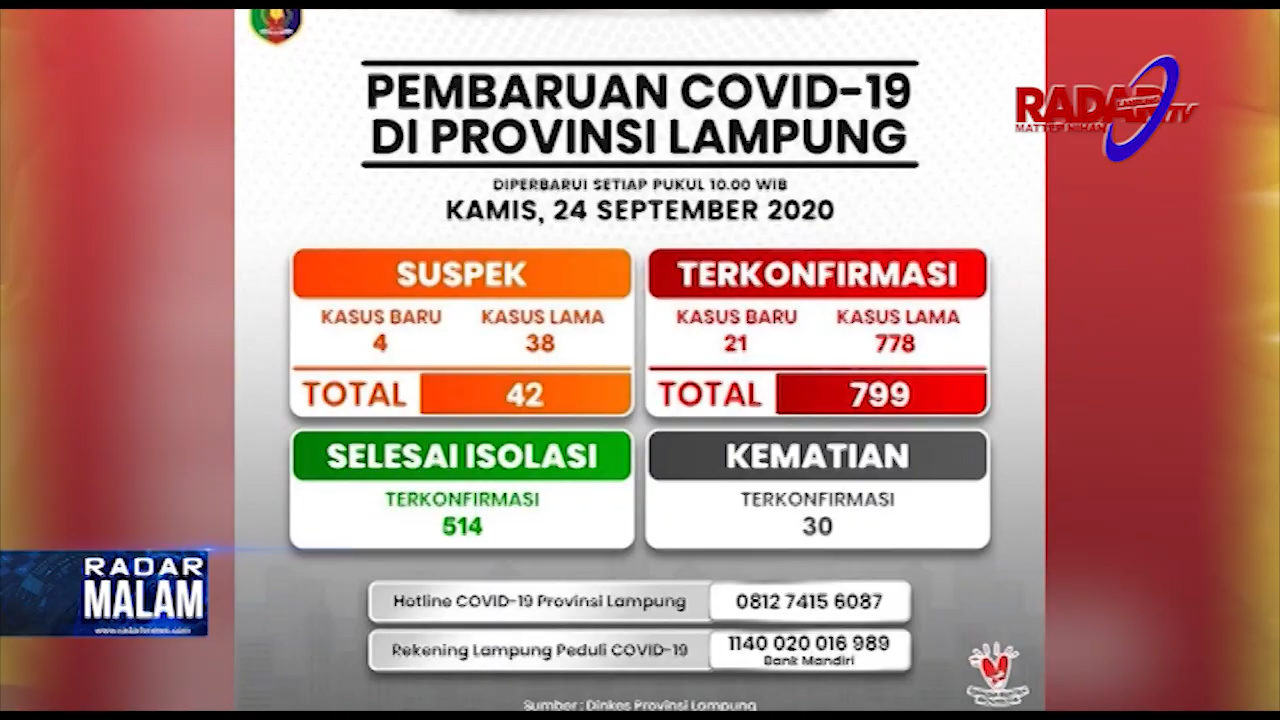 PEMBARUAN COVID-19
DI PROVINSI LAMPUNG
DIPERBARUI SETIAP PUKUL 10.00 WIB
KAMIS, 24 SEPTEMBER 2020
RADAR TV
SUSPEK
KASUS BARU KASUS LAMA
4 38
TOTAL 42
TERKONFIRMASI
KASUS BARU KASUS LAMA
21 778
TOTAL 799
SELESAI ISOLASI
TERKONFIRMASI
514
KEMATIAN
TERKONFIRMASI
30
RADAR
MALAM
Hotline COVID-19 Provinsi Lampung 0812 7415 6087
Rekening Lampung Peduli COVID-19 1140 020 016 989
Bank Mandiri
Sumber : Dinkes Provinsi Lampung